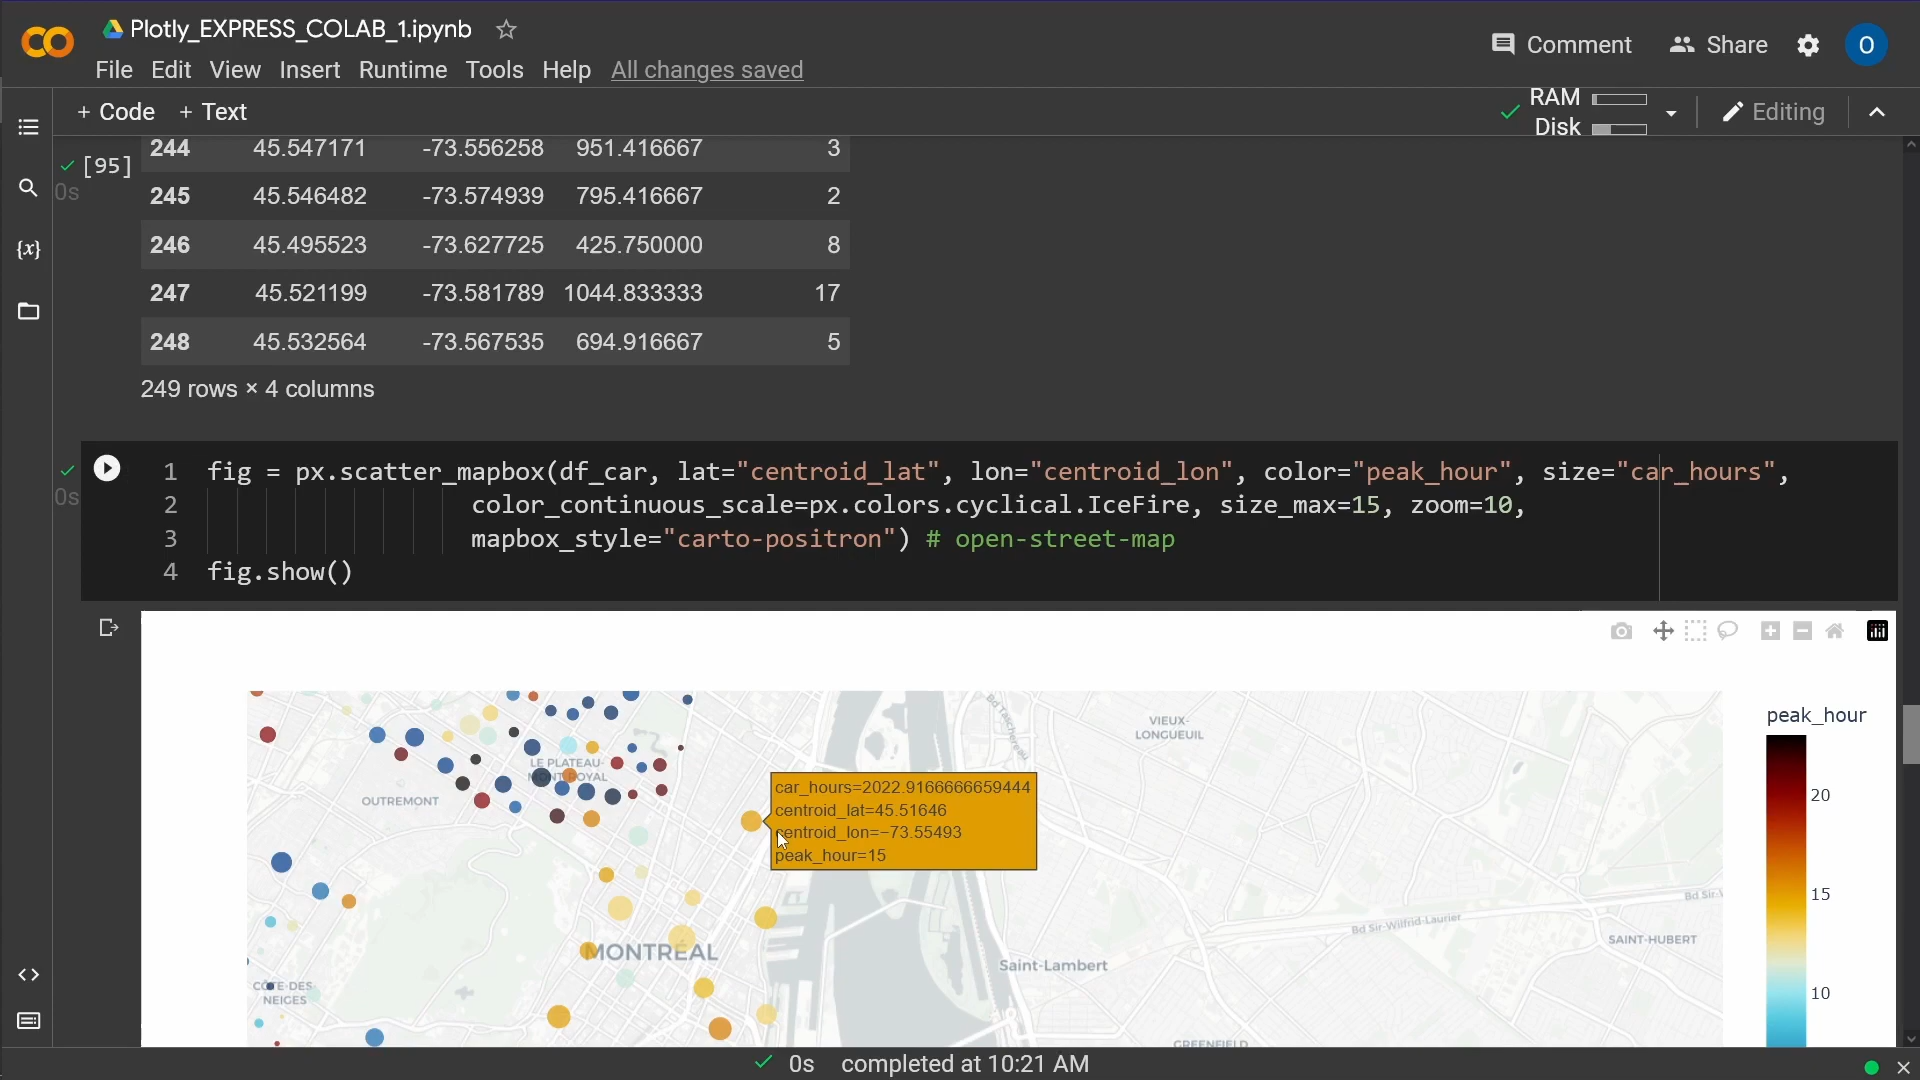 Plotly_EXPRESS_COLAB_1.ipynb
Comment Share O
File Edit View Insert Runtime Tools Help All changes saved
+ Code + Text
RAM
Disk
Editing
[95]
0s
244 45.547171 -73.556258 951.416667 3
245 45.546482 -73.574939 795.416667 2
246 45.495523 -73.627725 425.750000 8
247 45.521199 -73.581789 1044.833333 17
248 45.532564 -73.567535 694.916667 5
249 rows × 4 columns
0s
1 fig = px.scatter_mapbox(df_car, lat="centroid_lat", lon="centroid_lon", color="peak_hour", size="car_hours",
2 color_continuous_scale=px.colors.cyclical.IceFire, size_max=15, zoom=10,
3 mapbox_style="carto-positron") # open-street-map
4 fig.show()
peak_hour
20
15
10
Bd Taschereau
VIEUX-
LONGUEUIL
LE PLATEAU-
MONT-ROYAL
OUTREMONT
car_hours=2022.9166666659444
centroid_lat=45.51646
centroid_lon=−73.55493
peak_hour=15
Bd Sir-W
Bd Sir-Wilfrid-Laurier
SAINT-HUBERT
MONTRÉAL
Saint-Lambert
CÔTE-DES-
NEIGES
GREENFIELD
0s completed at 10:21 AM